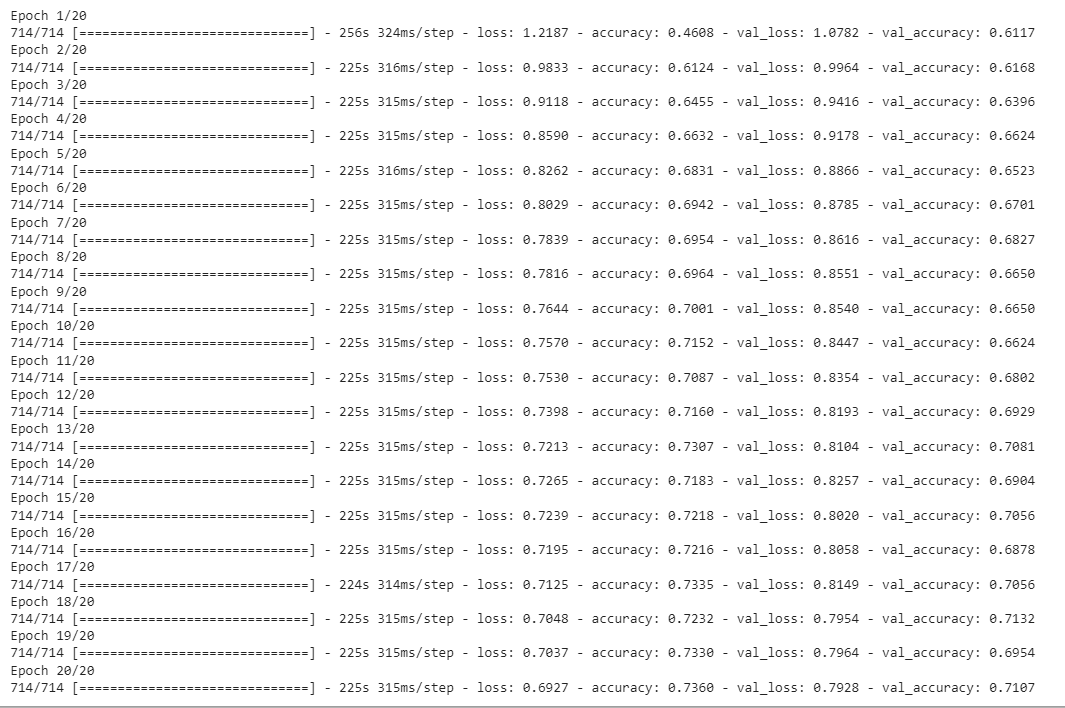 Epoch 1/20
714/714 [==============================] - 256s 324ms/step - loss: 1.2187 - accuracy: 0.4608 - val_loss: 1.0782 - val_accuracy: 0.6117
Epoch 2/20
714/714 [==============================] - 225s 316ms/step - loss: 0.9833 - accuracy: 0.6124 - val_loss: 0.9964 - val_accuracy: 0.6168
Epoch 3/20
714/714 [==============================] - 225s 315ms/step - loss: 0.9118 - accuracy: 0.6455 - val_loss: 0.9416 - val_accuracy: 0.6396
Epoch 4/20
714/714 [==============================] - 225s 315ms/step - loss: 0.8590 - accuracy: 0.6632 - val_loss: 0.9178 - val_accuracy: 0.6624
Epoch 5/20
714/714 [==============================] - 225s 316ms/step - loss: 0.8262 - accuracy: 0.6831 - val_loss: 0.8866 - val_accuracy: 0.6523
Epoch 6/20
714/714 [==============================] - 225s 315ms/step - loss: 0.8029 - accuracy: 0.6942 - val_loss: 0.8785 - val_accuracy: 0.6701
Epoch 7/20
714/714 [==============================] - 225s 315ms/step - loss: 0.7839 - accuracy: 0.6954 - val_loss: 0.8616 - val_accuracy: 0.6827
Epoch 8/20
714/714 [==============================] - 225s 315ms/step - loss: 0.7816 - accuracy: 0.6964 - val_loss: 0.8551 - val_accuracy: 0.6650
Epoch 9/20
714/714 [==============================] - 225s 315ms/step - loss: 0.7644 - accuracy: 0.7001 - val_loss: 0.8540 - val_accuracy: 0.6650
Epoch 10/20
714/714 [==============================] - 225s 315ms/step - loss: 0.7570 - accuracy: 0.7152 - val_loss: 0.8447 - val_accuracy: 0.6624
Epoch 11/20
714/714 [==============================] - 225s 315ms/step - loss: 0.7530 - accuracy: 0.7087 - val_loss: 0.8354 - val_accuracy: 0.6802
Epoch 12/20
714/714 [==============================] - 225s 315ms/step - loss: 0.7398 - accuracy: 0.7160 - val_loss: 0.8193 - val_accuracy: 0.6929
Epoch 13/20
714/714 [==============================] - 225s 315ms/step - loss: 0.7213 - accuracy: 0.7307 - val_loss: 0.8104 - val_accuracy: 0.7081
Epoch 14/20
714/714 [==============================] - 225s 315ms/step - loss: 0.7265 - accuracy: 0.7183 - val_loss: 0.8257 - val_accuracy: 0.6904
Epoch 15/20
714/714 [==============================] - 225s 315ms/step - loss: 0.7239 - accuracy: 0.7218 - val_loss: 0.8020 - val_accuracy: 0.7056
Epoch 16/20
714/714 [==============================] - 225s 315ms/step - loss: 0.7195 - accuracy: 0.7216 - val_loss: 0.8058 - val_accuracy: 0.6878
Epoch 17/20
714/714 [==============================] - 224s 314ms/step - loss: 0.7125 - accuracy: 0.7335 - val_loss: 0.8149 - val_accuracy: 0.7056
Epoch 18/20
714/714 [==============================] - 225s 315ms/step - loss: 0.7048 - accuracy: 0.7232 - val_loss: 0.7954 - val_accuracy: 0.7132
Epoch 19/20
714/714 [==============================] - 225s 315ms/step - loss: 0.7037 - accuracy: 0.7330 - val_loss: 0.7964 - val_accuracy: 0.6954
Epoch 20/20
714/714 [==============================] - 225s 315ms/step - loss: 0.6927 - accuracy: 0.7360 - val_loss: 0.7928 - val_accuracy: 0.7107